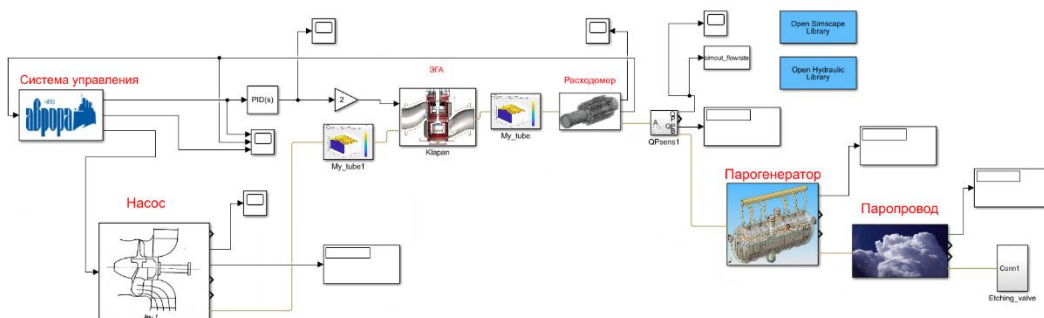 Open Simscape
Library
simout_flowrate
Open Hydraulic
Library
ЭГА
Расходомер
Система управления
НПО
аврора
PID(s)
2
Klapan
My_tube
My_tube1
A
QP
QPsens1
Насос
Парогенератор
Паропровод
Conn1
Etching_valve